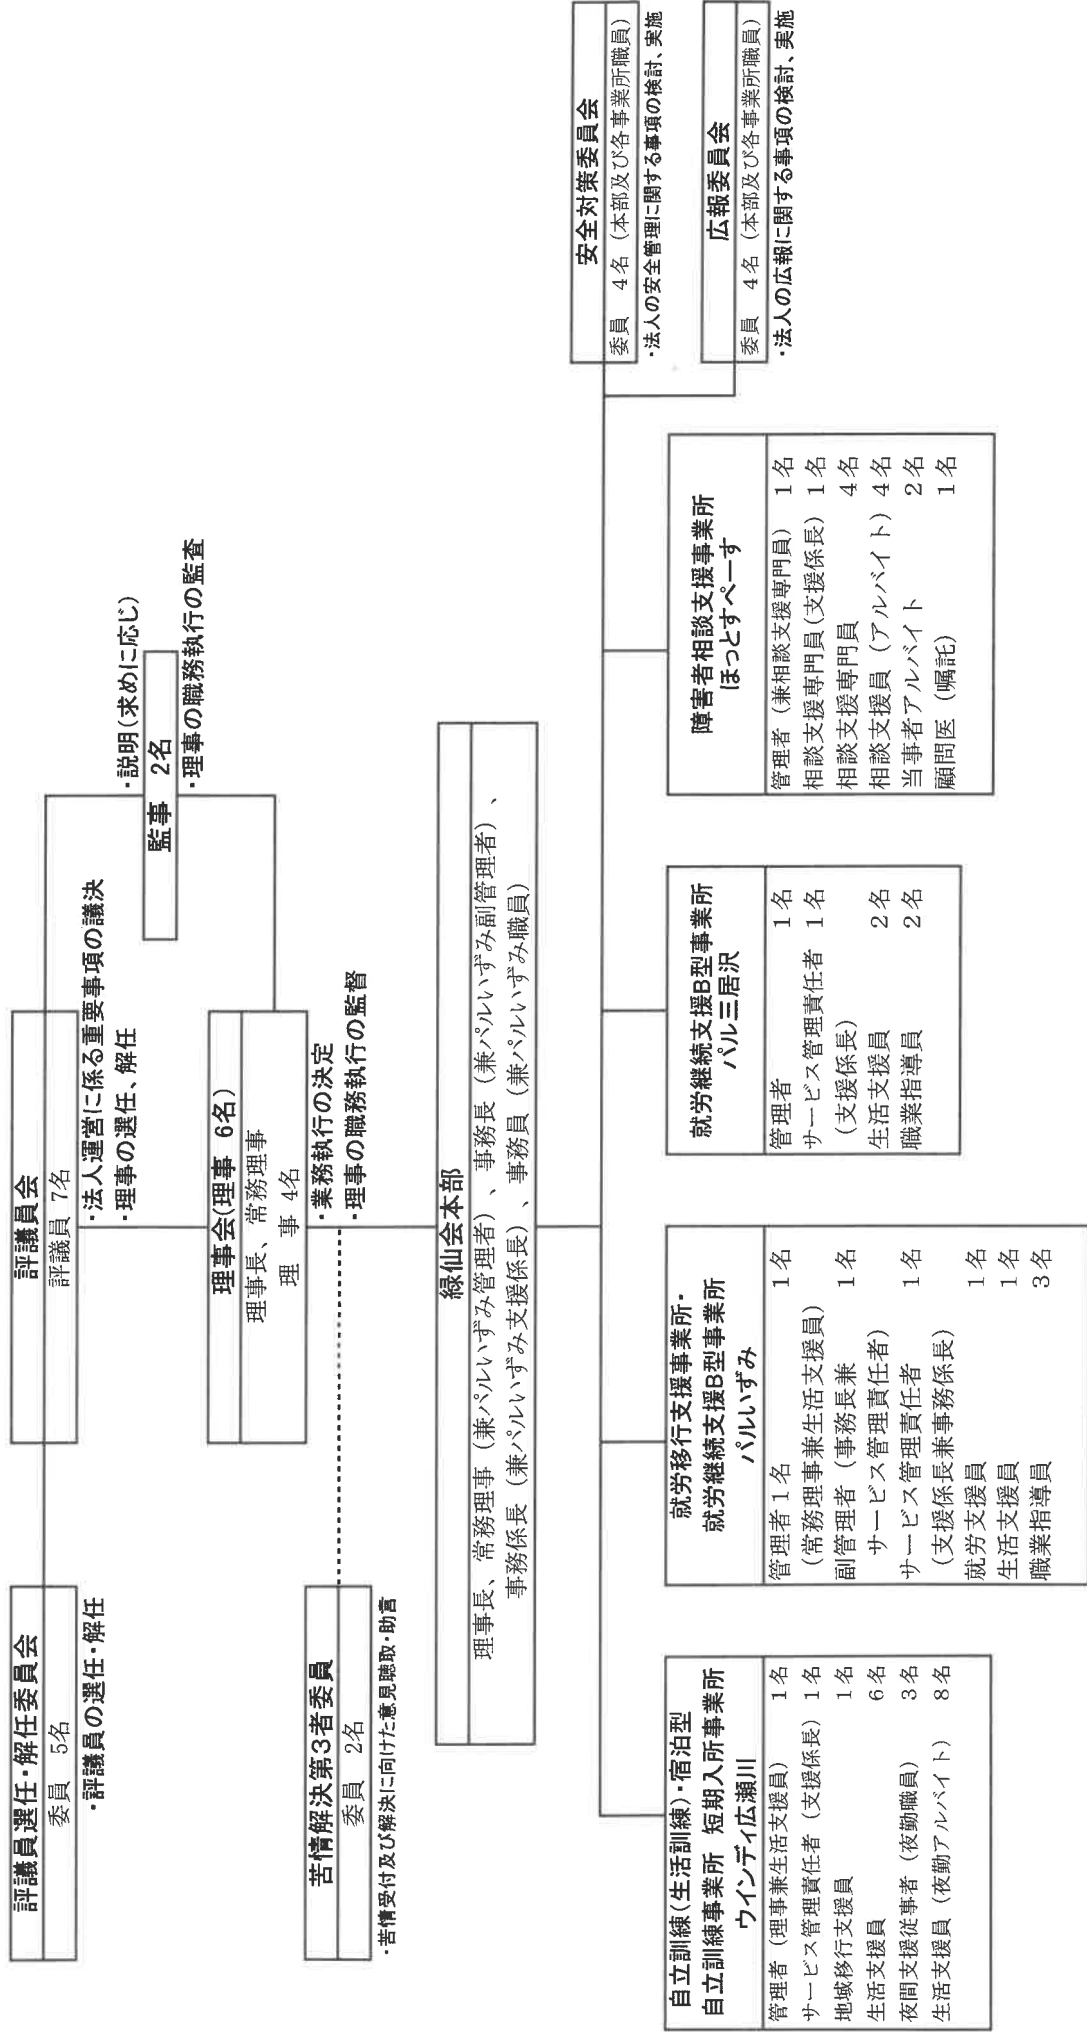 評議員選任・解任委員会
委員 5名
・評議員の選任・解任
評議員会
評議員 7名
・法人運営に係る重要事項の議決
・理事の選任、解任
・説明(求めに応じ)
監事 2名
・理事の職務執行の監査
理事会(理事 6名)
理事長、常務理事
理 事 4名
・業務執行の決定
・理事の職務執行の監督
苦情解決第3者委員
委員 2名
・苦情受付及び解決に向けた意見聴取・助言
緑仙会本部
理事長、常務理事(兼パルいずみ管理者)、事務長(兼パルいずみ副管理者)、
事務係長(兼パルいずみ支援係長)、事務員(兼パルいずみ職員)
安全対策委員会
委員 4名(本部及び各事業所職員)
・法人の安全管理に関する事項の検討、実施
広報委員会
委員 4名(本部及び各事業所職員)
・法人の広報に関する事項の検討、実施
自立訓練(生活訓練)・宿泊型
自立訓練事業所 短期入所事業所
ウインディ広瀬川
管理者(理事兼生活支援員) 1名
サービス管理責任者(支援係長) 1名
地域移行支援員 1名
生活支援員 6名
夜間支援従事者(夜勤職員) 3名
生活支援員(夜勤アルバイト) 8名
就労移行支援事業所・
就労継続支援B型事業所
パルいずみ
管理者1名 1名
(常務理事兼生活支援員)
副管理者(事務長兼 1名
サービス管理責任者)
サービス管理責任者 1名
(支援係長兼事務係長)
就労支援員 1名
生活支援員 1名
職業指導員 3名
就労継続支援B型事業所
パル三居沢
管理者 1名
サービス管理責任者 1名
(支援係長)
生活支援員 2名
職業指導員 2名
障害者相談支援事業所
ほっとすぺーす
管理者(兼相談支援専門員) 1名
相談支援専門員(支援係長) 1名
相談支援専門員 4名
相談支援員(アルバイト) 4名
当事者アルバイト 2名
顧問医(嘱託) 1名